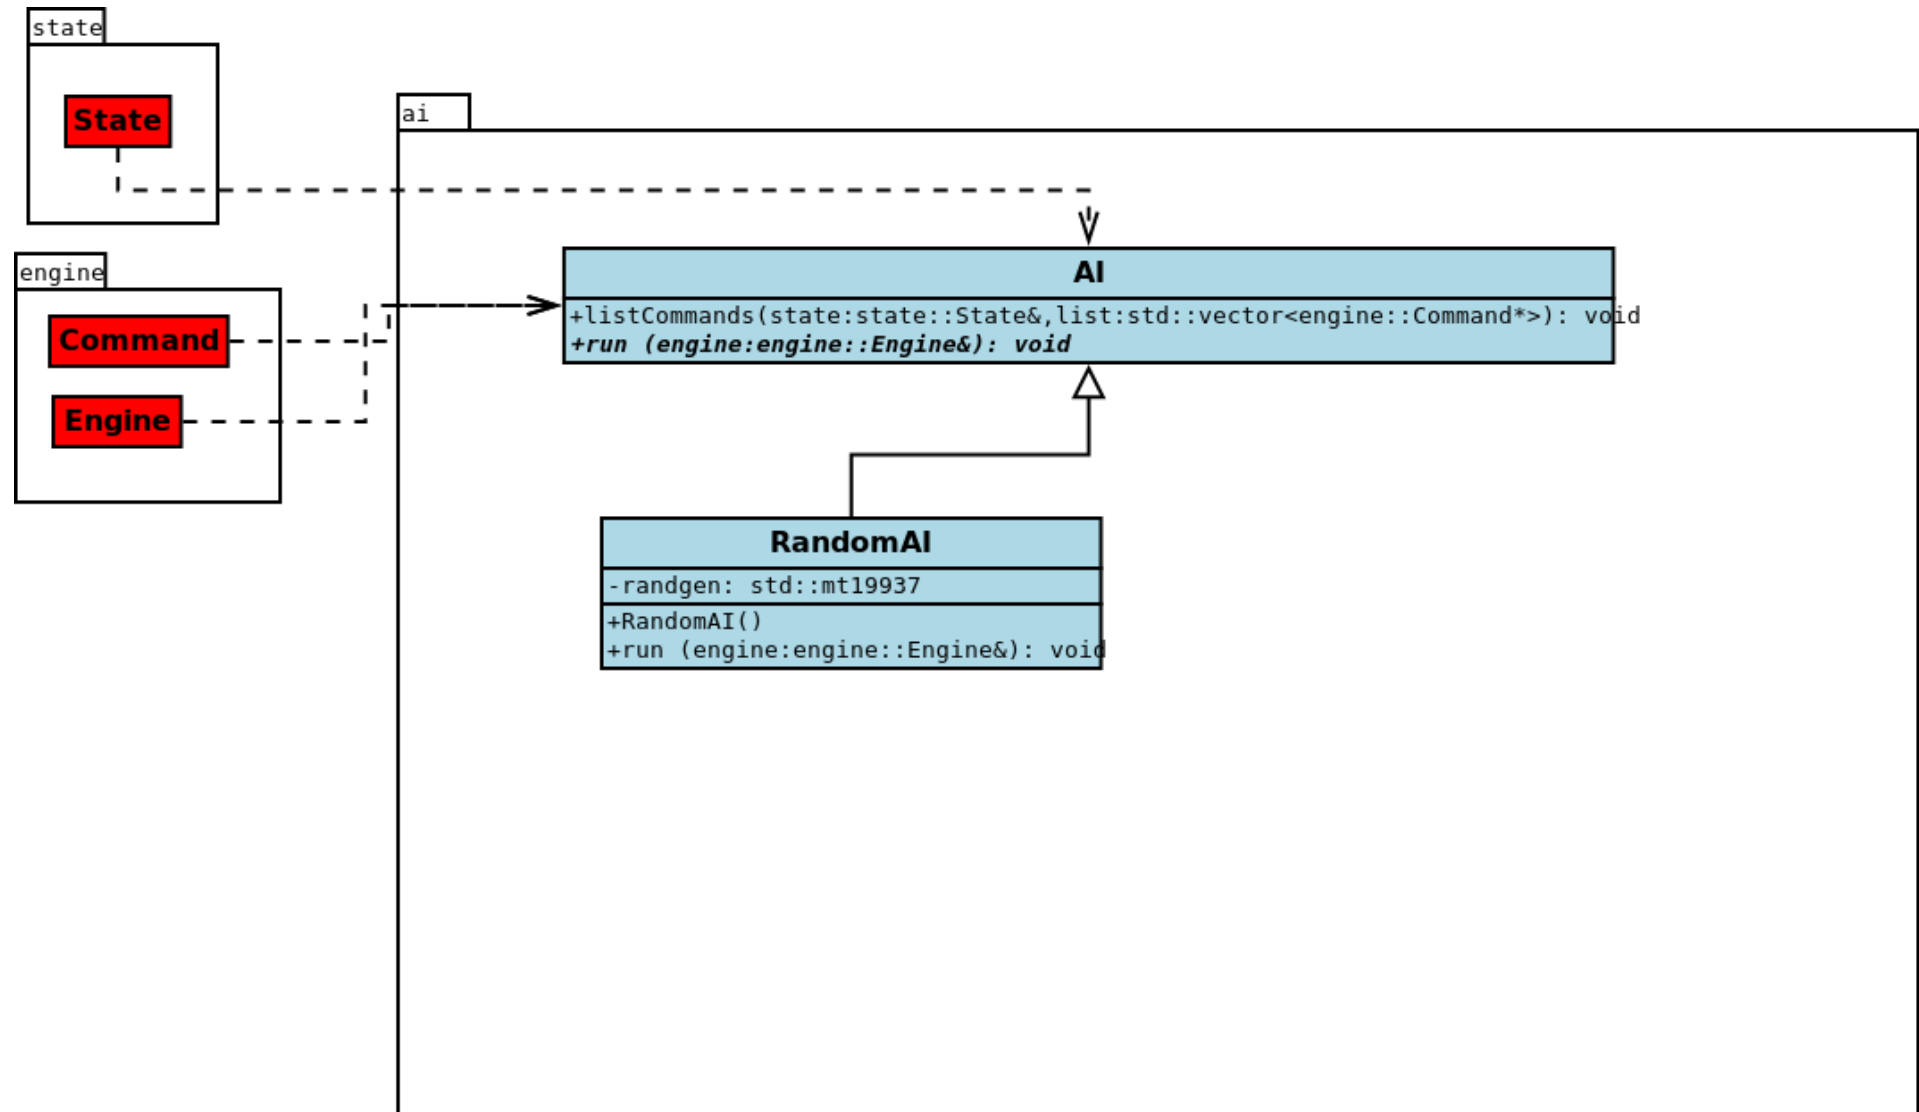 state
State
ai
engine
Command
Engine
AI
+listCommands(state:state::State&,list:std::vector<engine::Command*>): void
+run (engine:engine::Engine&): void
RandomAI
-randgen: std::mt19937
+RandomAI()
+run (engine:engine::Engine&): void